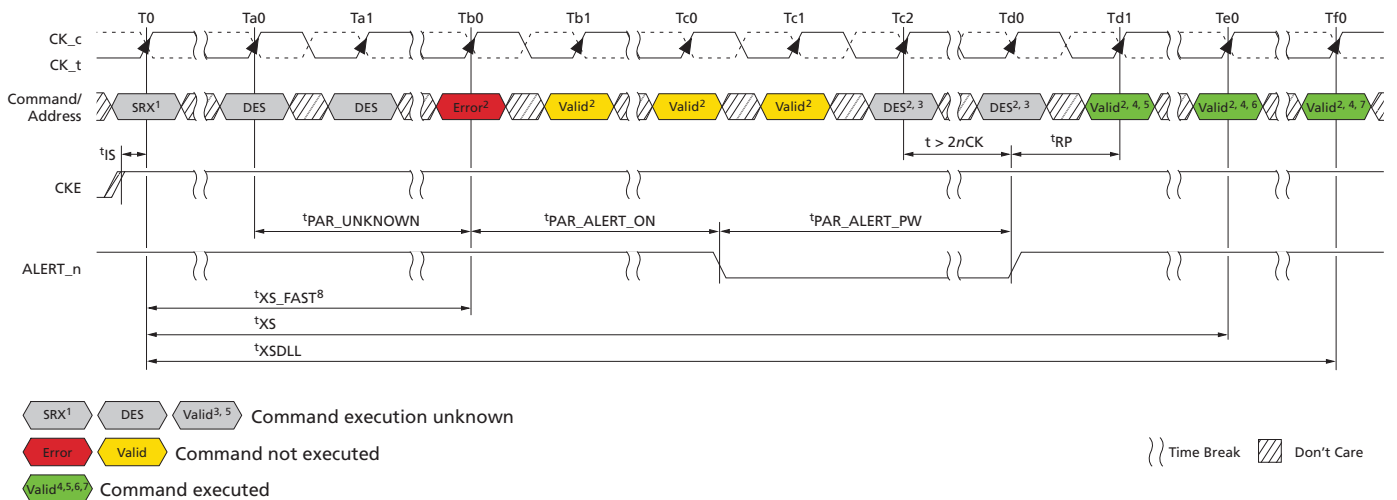 T0 Ta0 Ta1 Tb0 Tb1 Tc0 Tc1 Tc2 Td0 Td1 Te0 Tf0
CK_c
CK_t
Command/
Address
SRX¹ DES DES Error² Valid² Valid² Valid² DES²,³ DES²,³ Valid²,⁴,⁵ Valid²,⁴,⁶ Valid²,⁴,⁷
ᵗIS t > 2nCK ᵗRP
CKE
ᵗPAR_UNKNOWN ᵗPAR_ALERT_ON ᵗPAR_ALERT_PW
ALERT_n
ᵗXS_FAST⁸
ᵗXS
ᵗXSDLL
SRX¹ DES Valid³,⁵ Command execution unknown
Error Valid Command not executed
Time Break Don't Care
Valid⁴,⁵,⁶,⁷ Command executed